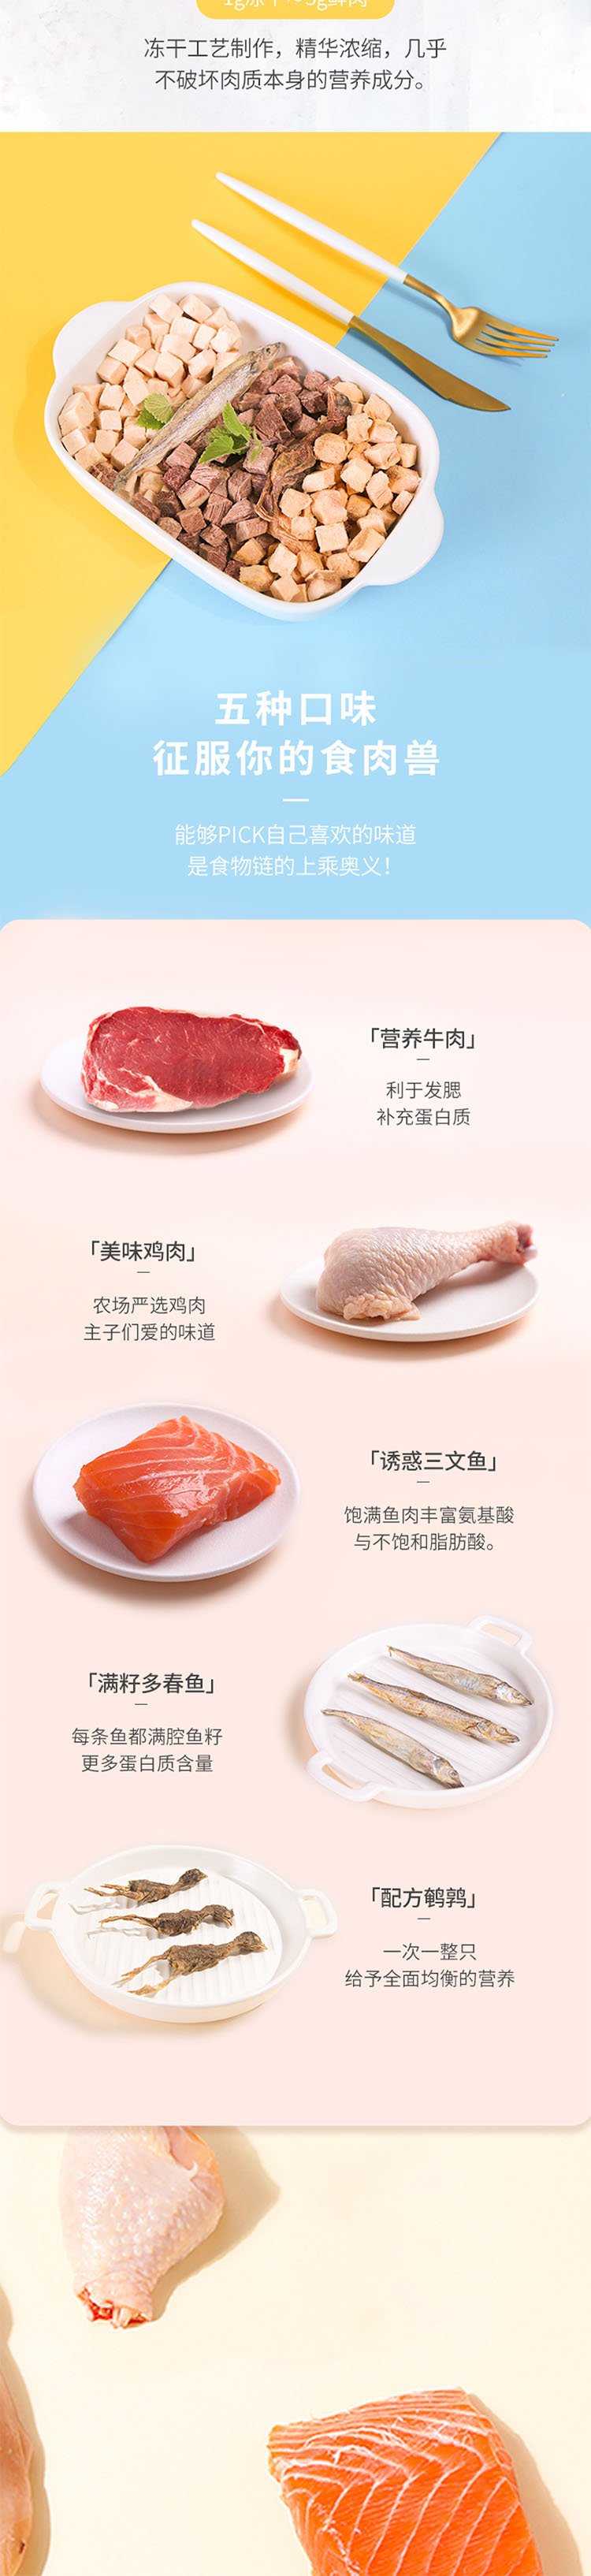 冻干工艺制作，精华浓缩，几乎
不破坏肉质本身的营养成分。
五种口味
征服你的食肉兽
能够PICK自己喜欢的味道
是食物链的上乘奥义！
「营养牛肉」
利于发腮
补充蛋白质
「美味鸡肉」
农场严选鸡肉
主子们爱的味道
「诱惑三文鱼」
饱满鱼肉丰富氨基酸
与不饱和脂肪酸。
「满籽多春鱼」
每条鱼都满腔鱼籽
更多蛋白质含量
「配方鹌鹑」
一次一整只
给予全面均衡的营养